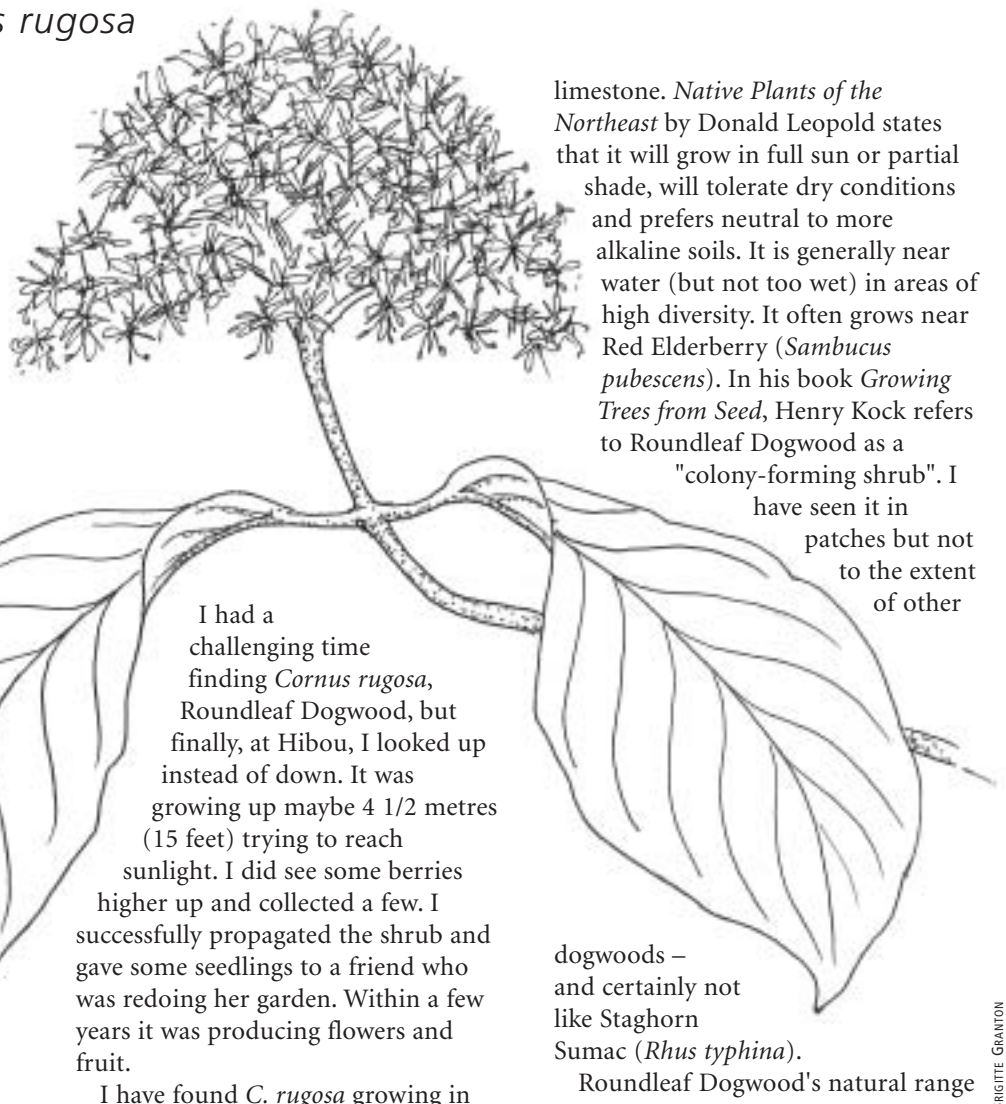 s rugosa
I had a
challenging time
finding Cornus rugosa,
Roundleaf Dogwood, but
finally, at Hibou, I looked up
instead of down. It was
growing up maybe 4 1/2 metres
(15 feet) trying to reach
sunlight. I did see some berries
higher up and collected a few. I
successfully propagated the shrub and
gave some seedlings to a friend who
was redoing her garden. Within a few
years it was producing flowers and
fruit.
I have found C. rugosa growing in
limestone. Native Plants of the
Northeast by Donald Leopold states
that it will grow in full sun or partial
shade, will tolerate dry conditions
and prefers neutral to more
alkaline soils. It is generally near
water (but not too wet) in areas of
high diversity. It often grows near
Red Elderberry (Sambucus
pubescens). In his book Growing
Trees from Seed, Henry Kock refers
to Roundleaf Dogwood as a
"colony-forming shrub". I
have seen it in
patches but not
to the extent
of other
dogwoods –
and certainly not
like Staghorn
Sumac (Rhus typhina).
Roundleaf Dogwood's natural range
RIGITTE GRANTON